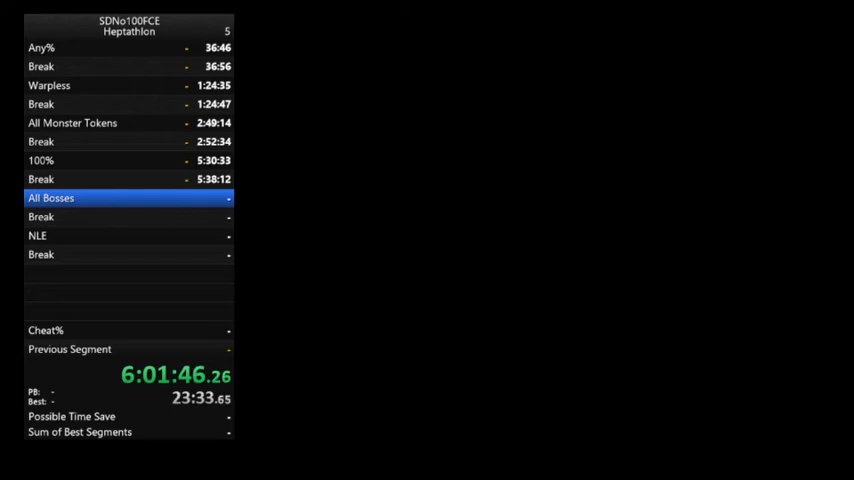 SDNo100FCE
Heptathlon 5
Any% - 36:46
Break - 36:56
Warpless - 1:24:35
Break - 1:24:47
All Monster Tokens - 2:49:14
Break - 2:52:34
100% - 5:30:33
Break - 5:38:12
All Bosses -
Break -
NLE -
Break -
Cheat% -
Previous Segment -
6:01:46.26
PB: -
Best: - 23:33.65
Possible Time Save -
Sum of Best Segments -